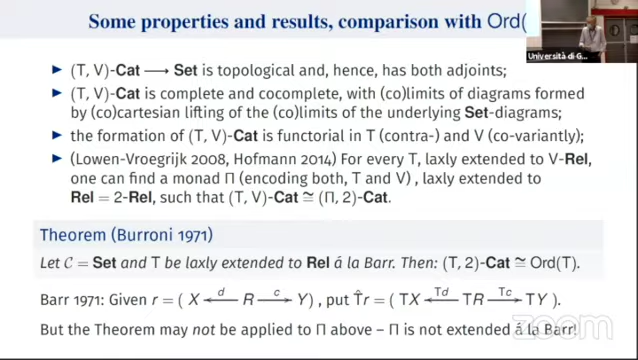 Some properties and results, comparison with Ord(
Università di G...
▶ (T, V)-Cat ⟶ Set is topological and, hence, has both adjoints;
▶ (T, V)-Cat is complete and cocomplete, with (co)limits of diagrams formed
by (co)cartesian lifting of the (co)limits of the underlying Set-diagrams;
▶ the formation of (T, V)-Cat is functorial in T (contra-) and V (co-variantly);
▶ (Lowen-Vroegrijk 2008, Hofmann 2014) For every T, laxly extended to V-Rel,
one can find a monad Π (encoding both, T and V), laxly extended to
Rel = 2-Rel, such that (T, V)-Cat ≅ (Π, 2)-Cat.
Theorem (Burroni 1971)
Let C = Set and T be laxly extended to Rel á la Barr. Then: (T, 2)-Cat ≅ Ord(T).
Barr 1971: Given r = ( X ⟵d R ⟶c Y), put T̂r = (TX ⟵Td TR ⟶Tc TY).
But the Theorem may not be applied to Π above – Π is not extended á la Barr!
zoom